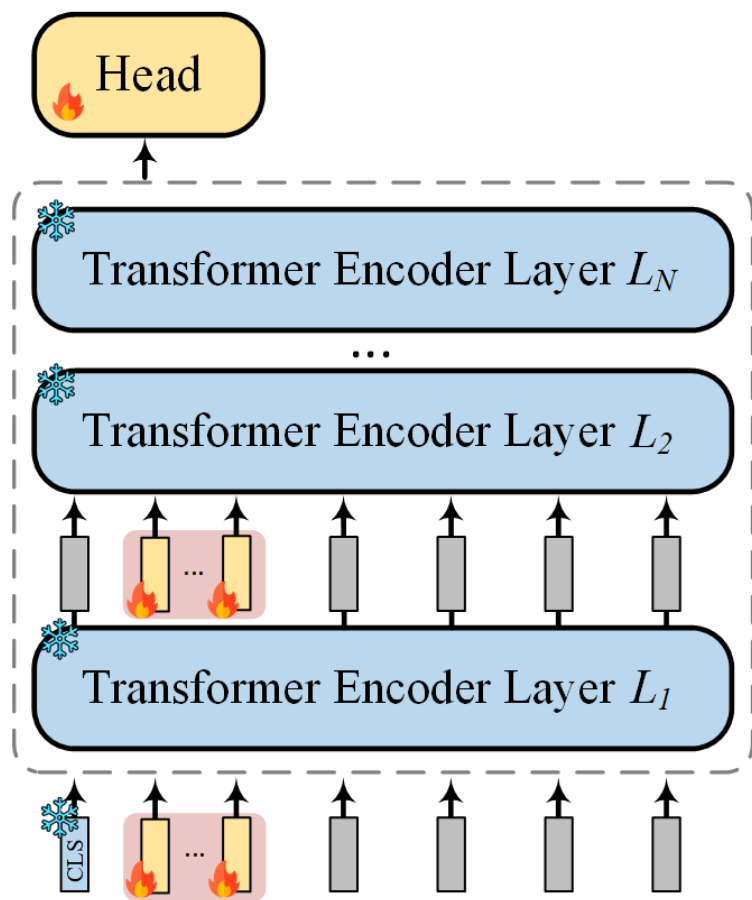 Head
Transformer Encoder Layer L_N
...
Transformer Encoder Layer L_2
...
Transformer Encoder Layer L_1
CLS
...